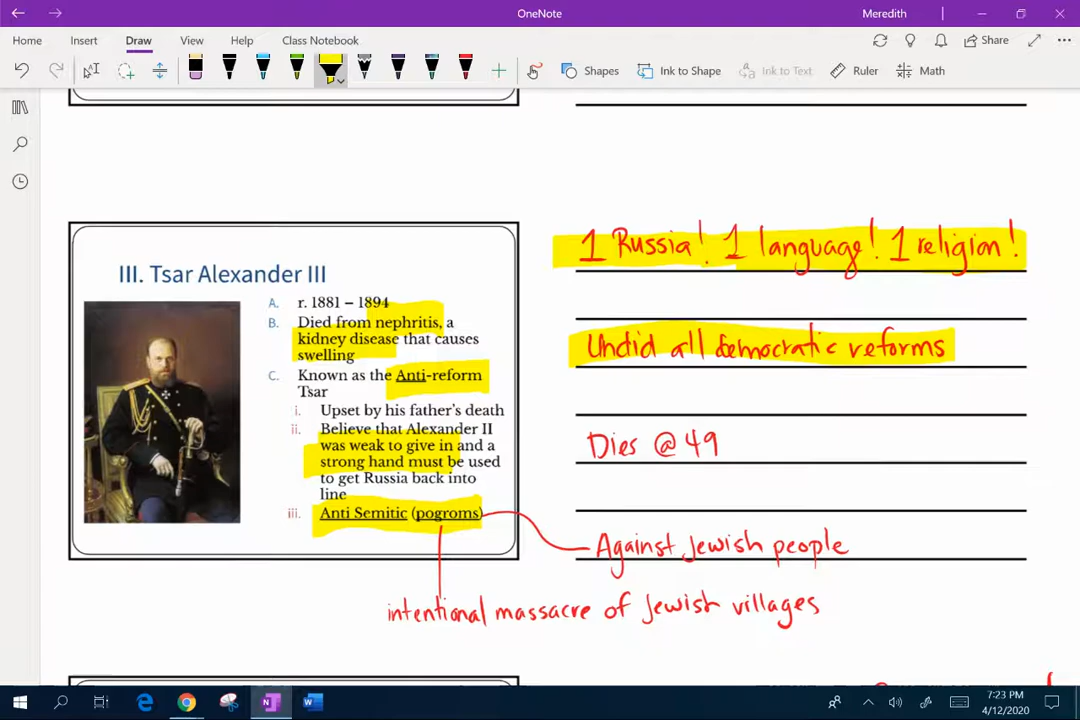 OneNote
Meredith
Home Insert Draw View Help Class Notebook
Share
Shapes Ink to Shape Ink to Text Ruler Math
1 Russia! 1 language! 1 religion!
III. Tsar Alexander III
A. r. 1881 – 1894
B. Died from nephritis, a
kidney disease that causes
swelling
Undid all democratic reforms
C. Known as the Anti-reform
Tsar
i. Upset by his father's death
ii. Believe that Alexander II
was weak to give in and a
strong hand must be used
to get Russia back into
line
Dies @ 49
iii. Anti Semitic (pogroms)
Against Jewish people
intentional massacre of Jewish villages
7:23 PM
4/12/2020